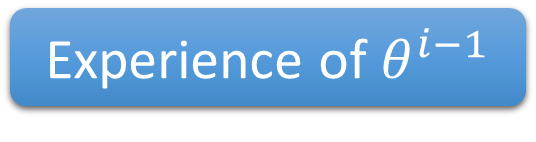 Experience of θ^{i−1}